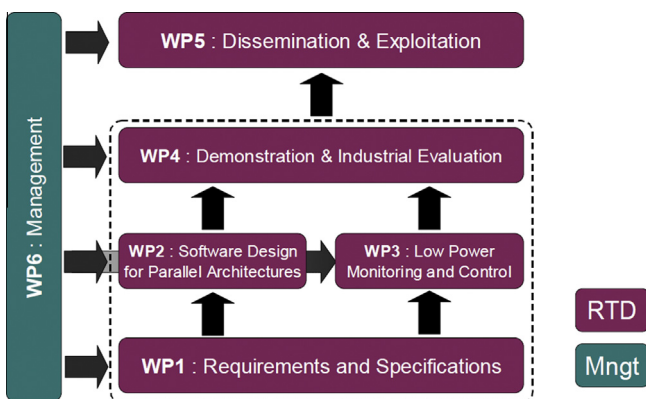 WP5 : Dissemination & Exploitation
WP6 : Management
WP4 : Demonstration & Industrial Evaluation
WP2 : Software Design
for Parallel Architectures
WP3 : Low Power
Monitoring and Control
WP1 : Requirements and Specifications
RTD
Mngt